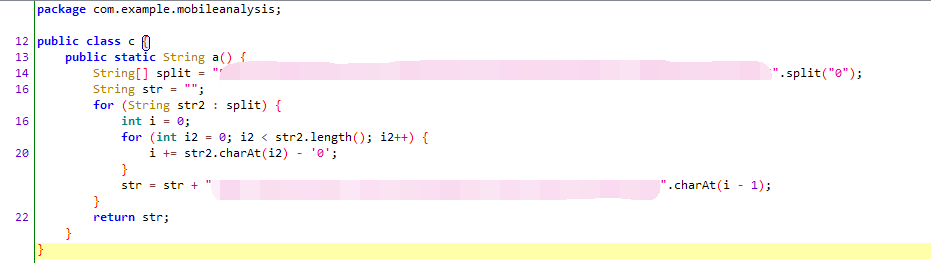 package com.example.mobileanalysis;
12 public class c {
13 public static String a() {
14 String[] split = "".split("0");
16 String str = "";
for (String str2 : split) {
16 int i = 0;
for (int i2 = 0; i2 < str2.length(); i2++) {
20 i += str2.charAt(i2) - '0';
}
str = str + "".charAt(i - 1);
}
22 return str;
}
}